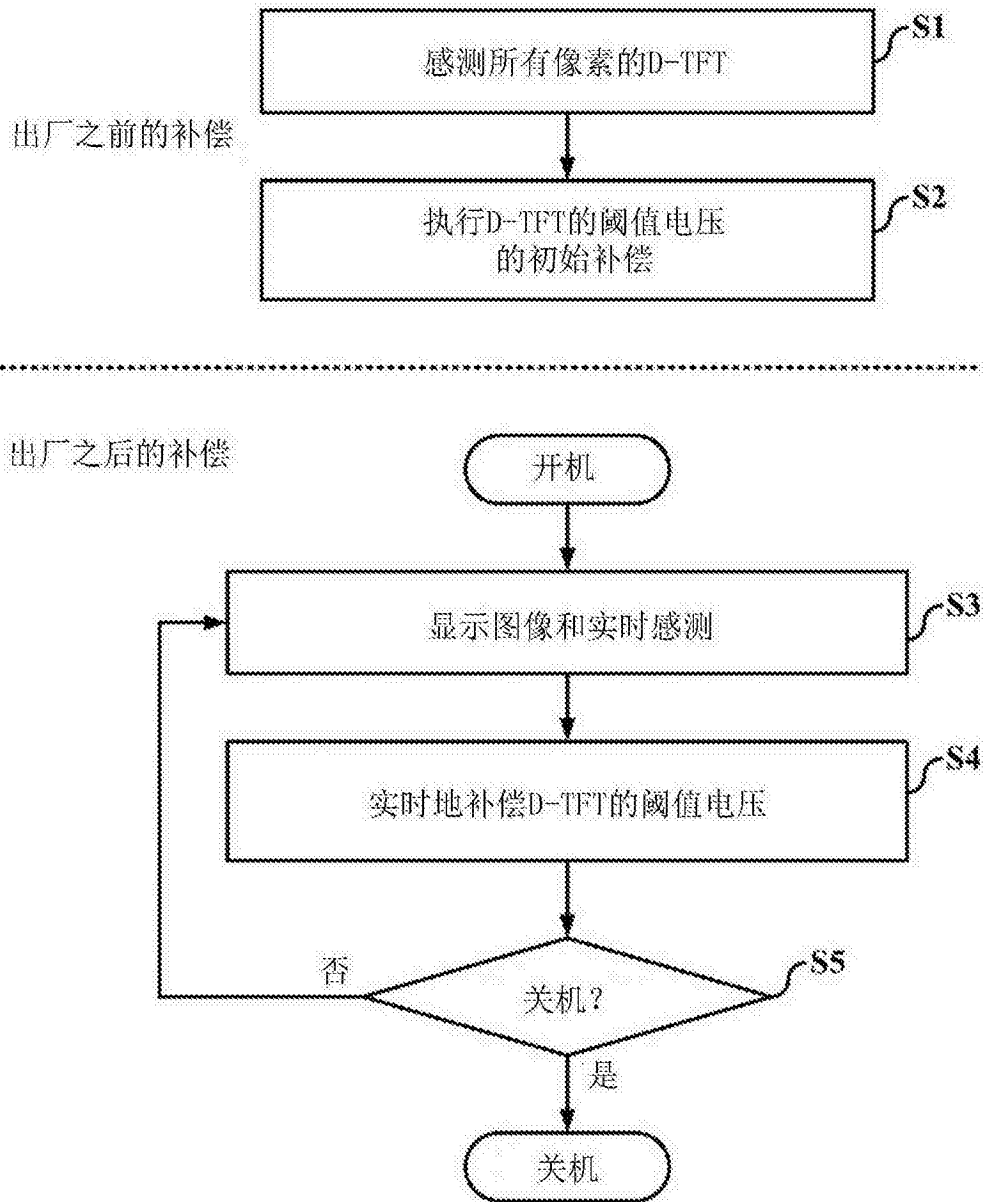 S1
感测所有像素的D-TFT
出厂之前的补偿
S2
执行D-TFT的阈值电压
的初始补偿
出厂之后的补偿
开机
显示图像和实时感测
S3
实时地补偿D-TFT的阈值电压
S4
否
关机?
S5
是
关机